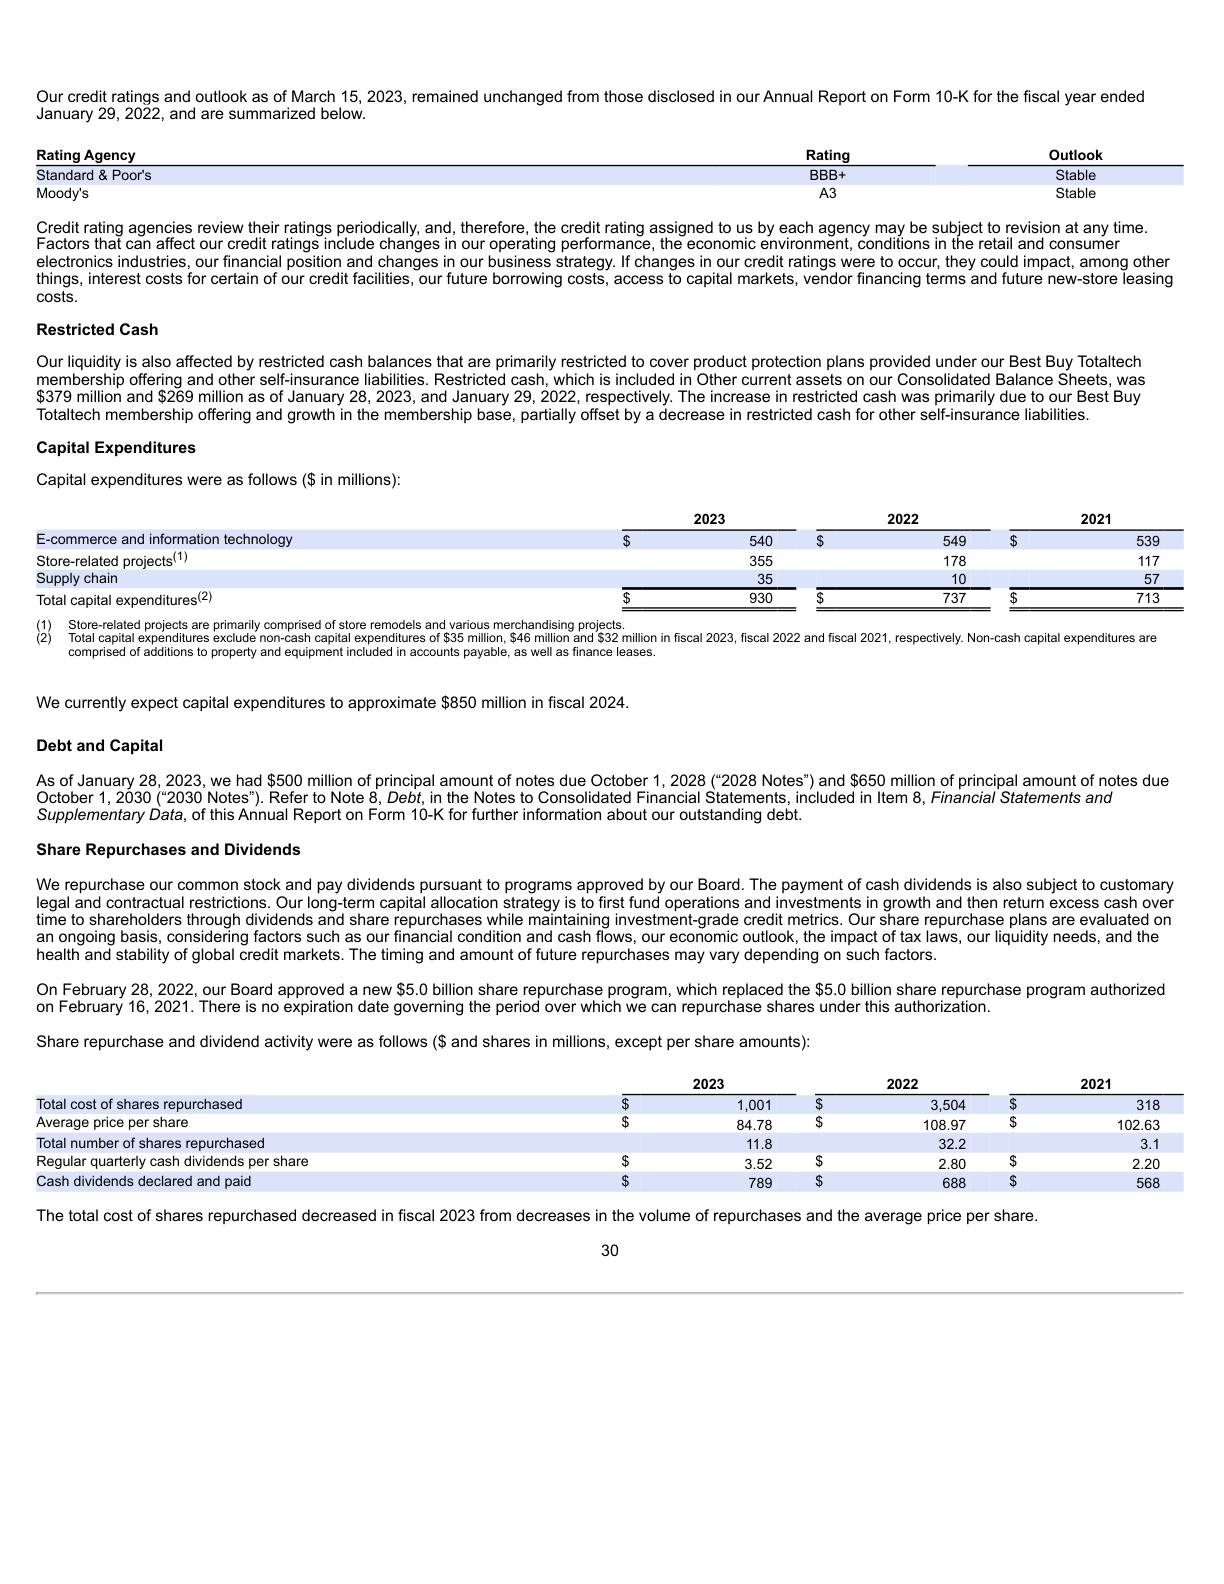 Our credit ratings and outlook as of March 15, 2023, remained unchanged from those disclosed in our Annual Report on Form 10-K for the fiscal year ended
January 29, 2022, and are summarized below.
Rating Agency Rating Outlook
Standard & Poor's BBB+ Stable
Moody's A3 Stable
Credit rating agencies review their ratings periodically, and, therefore, the credit rating assigned to us by each agency may be subject to revision at any time.
Factors that can affect our credit ratings include changes in our operating performance, the economic environment, conditions in the retail and consumer
electronics industries, our financial position and changes in our business strategy. If changes in our credit ratings were to occur, they could impact, among other
things, interest costs for certain of our credit facilities, our future borrowing costs, access to capital markets, vendor financing terms and future new-store leasing
costs.
Restricted Cash
Our liquidity is also affected by restricted cash balances that are primarily restricted to cover product protection plans provided under our Best Buy Totaltech
membership offering and other self-insurance liabilities. Restricted cash, which is included in Other current assets on our Consolidated Balance Sheets, was
$379 million and $269 million as of January 28, 2023, and January 29, 2022, respectively. The increase in restricted cash was primarily due to our Best Buy
Totaltech membership offering and growth in the membership base, partially offset by a decrease in restricted cash for other self-insurance liabilities.
Capital Expenditures
Capital expenditures were as follows ($ in millions):
2023 2022 2021
E-commerce and information technology $ 540 $ 549 $ 539
Store-related projects(1) 355 178 117
Supply chain 35 10 57
Total capital expenditures(2) $ 930 $ 737 $ 713
(1) Store-related projects are primarily comprised of store remodels and various merchandising projects.
(2) Total capital expenditures exclude non-cash capital expenditures of $35 million, $46 million and $32 million in fiscal 2023, fiscal 2022 and fiscal 2021, respectively. Non-cash capital expenditures are
comprised of additions to property and equipment included in accounts payable, as well as finance leases.
We currently expect capital expenditures to approximate $850 million in fiscal 2024.
Debt and Capital
As of January 28, 2023, we had $500 million of principal amount of notes due October 1, 2028 (“2028 Notes”) and $650 million of principal amount of notes due
October 1, 2030 (“2030 Notes”). Refer to Note 8, Debt, in the Notes to Consolidated Financial Statements, included in Item 8, Financial Statements and
Supplementary Data, of this Annual Report on Form 10-K for further information about our outstanding debt.
Share Repurchases and Dividends
We repurchase our common stock and pay dividends pursuant to programs approved by our Board. The payment of cash dividends is also subject to customary
legal and contractual restrictions. Our long-term capital allocation strategy is to first fund operations and investments in growth and then return excess cash over
time to shareholders through dividends and share repurchases while maintaining investment-grade credit metrics. Our share repurchase plans are evaluated on
an ongoing basis, considering factors such as our financial condition and cash flows, our economic outlook, the impact of tax laws, our liquidity needs, and the
health and stability of global credit markets. The timing and amount of future repurchases may vary depending on such factors.
On February 28, 2022, our Board approved a new $5.0 billion share repurchase program, which replaced the $5.0 billion share repurchase program authorized
on February 16, 2021. There is no expiration date governing the period over which we can repurchase shares under this authorization.
Share repurchase and dividend activity were as follows ($ and shares in millions, except per share amounts):
2023 2022 2021
Total cost of shares repurchased $ 1,001 $ 3,504 $ 318
Average price per share $ 84.78 $ 108.97 $ 102.63
Total number of shares repurchased 11.8 32.2 3.1
Regular quarterly cash dividends per share $ 3.52 $ 2.80 $ 2.20
Cash dividends declared and paid $ 789 $ 688 $ 568
The total cost of shares repurchased decreased in fiscal 2023 from decreases in the volume of repurchases and the average price per share.
30